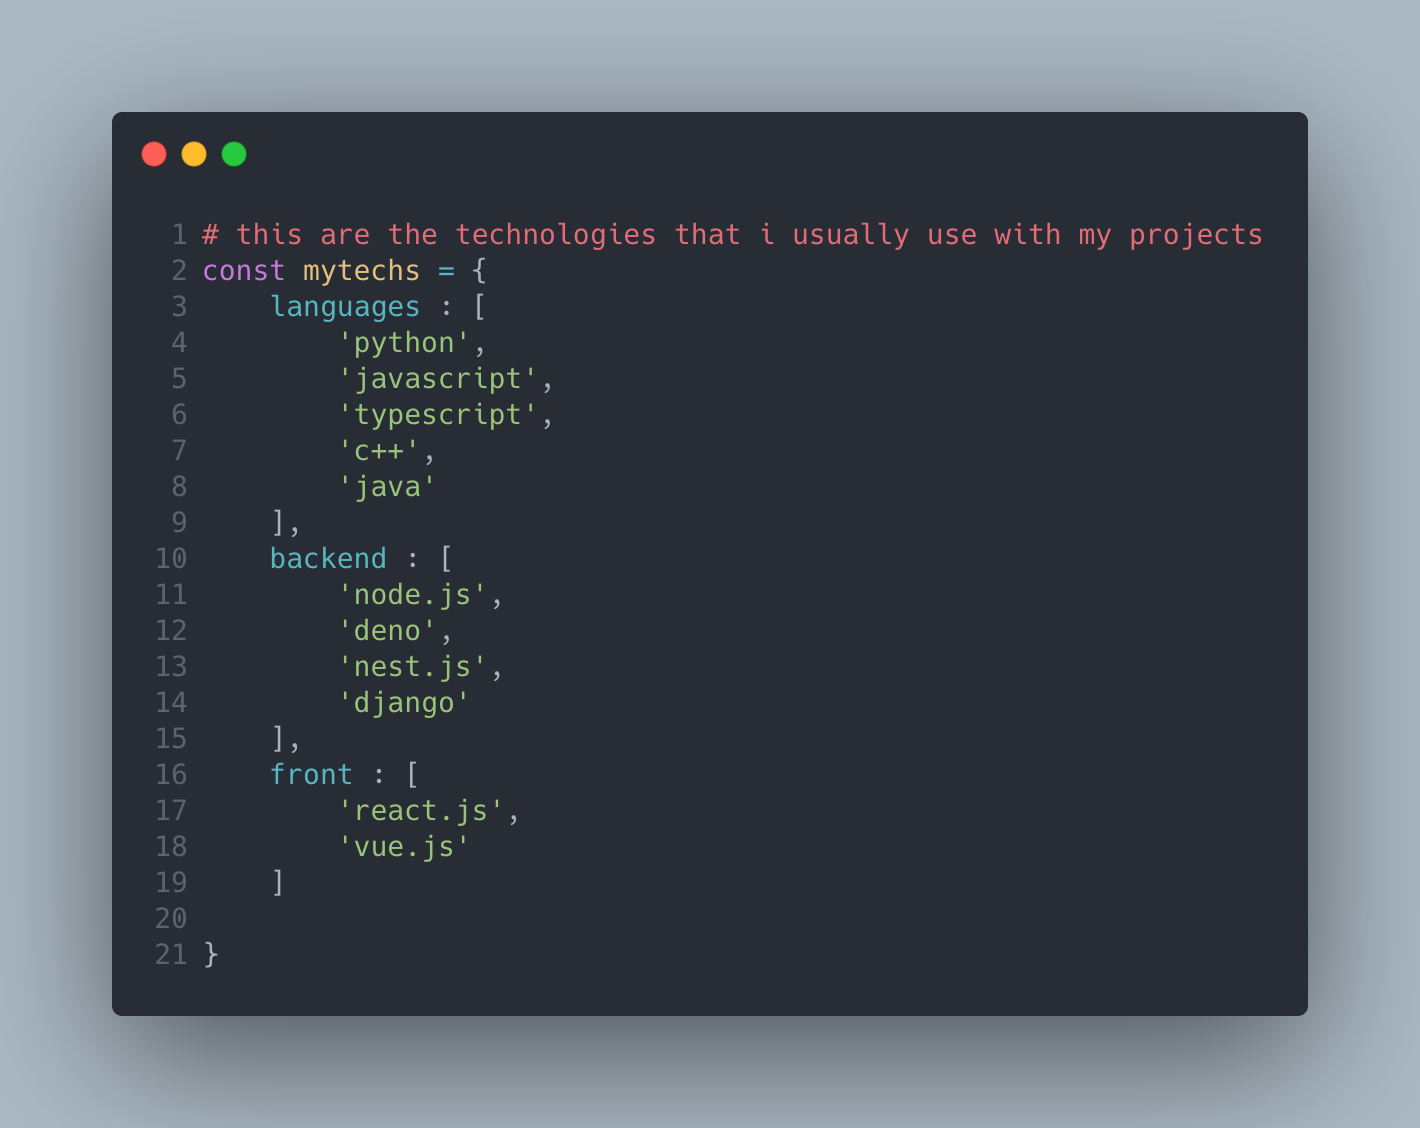 1 # this are the technologies that i usually use with my projects
2 const mytechs = {
3     languages : [
4         'python',
5         'javascript',
6         'typescript',
7         'c++',
8         'java'
9     ],
10     backend : [
11         'node.js',
12         'deno',
13         'nest.js',
14         'django'
15     ],
16     front : [
17         'react.js',
18         'vue.js'
19     ]
20
21 }